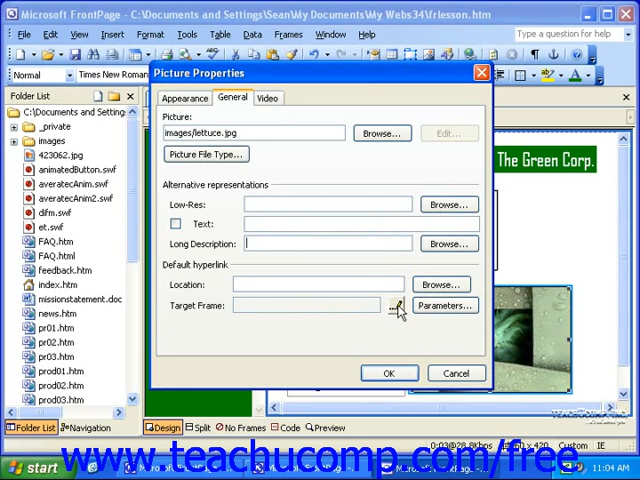 Microsoft FrontPage - C:\Documents and Settings\Sean\My Documents\My Webs34\frlesson.htm
File Edit View Insert Format Tools Table Data Frames Window Help
Type a question for help
Normal Times New Roman
Folder List
C:\Documents and Settings
_private
images
423062.jpg
animatedButton.swf
averatecAnim.swf
averatecAnim2.swf
difm.swf
et.swf
FAQ.htm
FAQ.html
feedback.htm
index.htm
missionstatement.doc
news.htm
pr01.htm
pr02.htm
pr03.htm
prod01.htm
prod02.htm
prod03.htm
Folder List Navigation
Picture Properties
Appearance General Video
Picture:
images/lettuce.jpg
Browse... Edit...
Picture File Type...
Alternative representations
Low-Res: Browse...
Text:
Long Description: Browse...
Default hyperlink
Location: Browse...
Target Frame: Parameters...
OK Cancel
The Green Corp.
Design Split No Frames Code Preview
0:03@28.8Kbps
Custom IE
www.teachucomp.com/free
start
11:04 AM